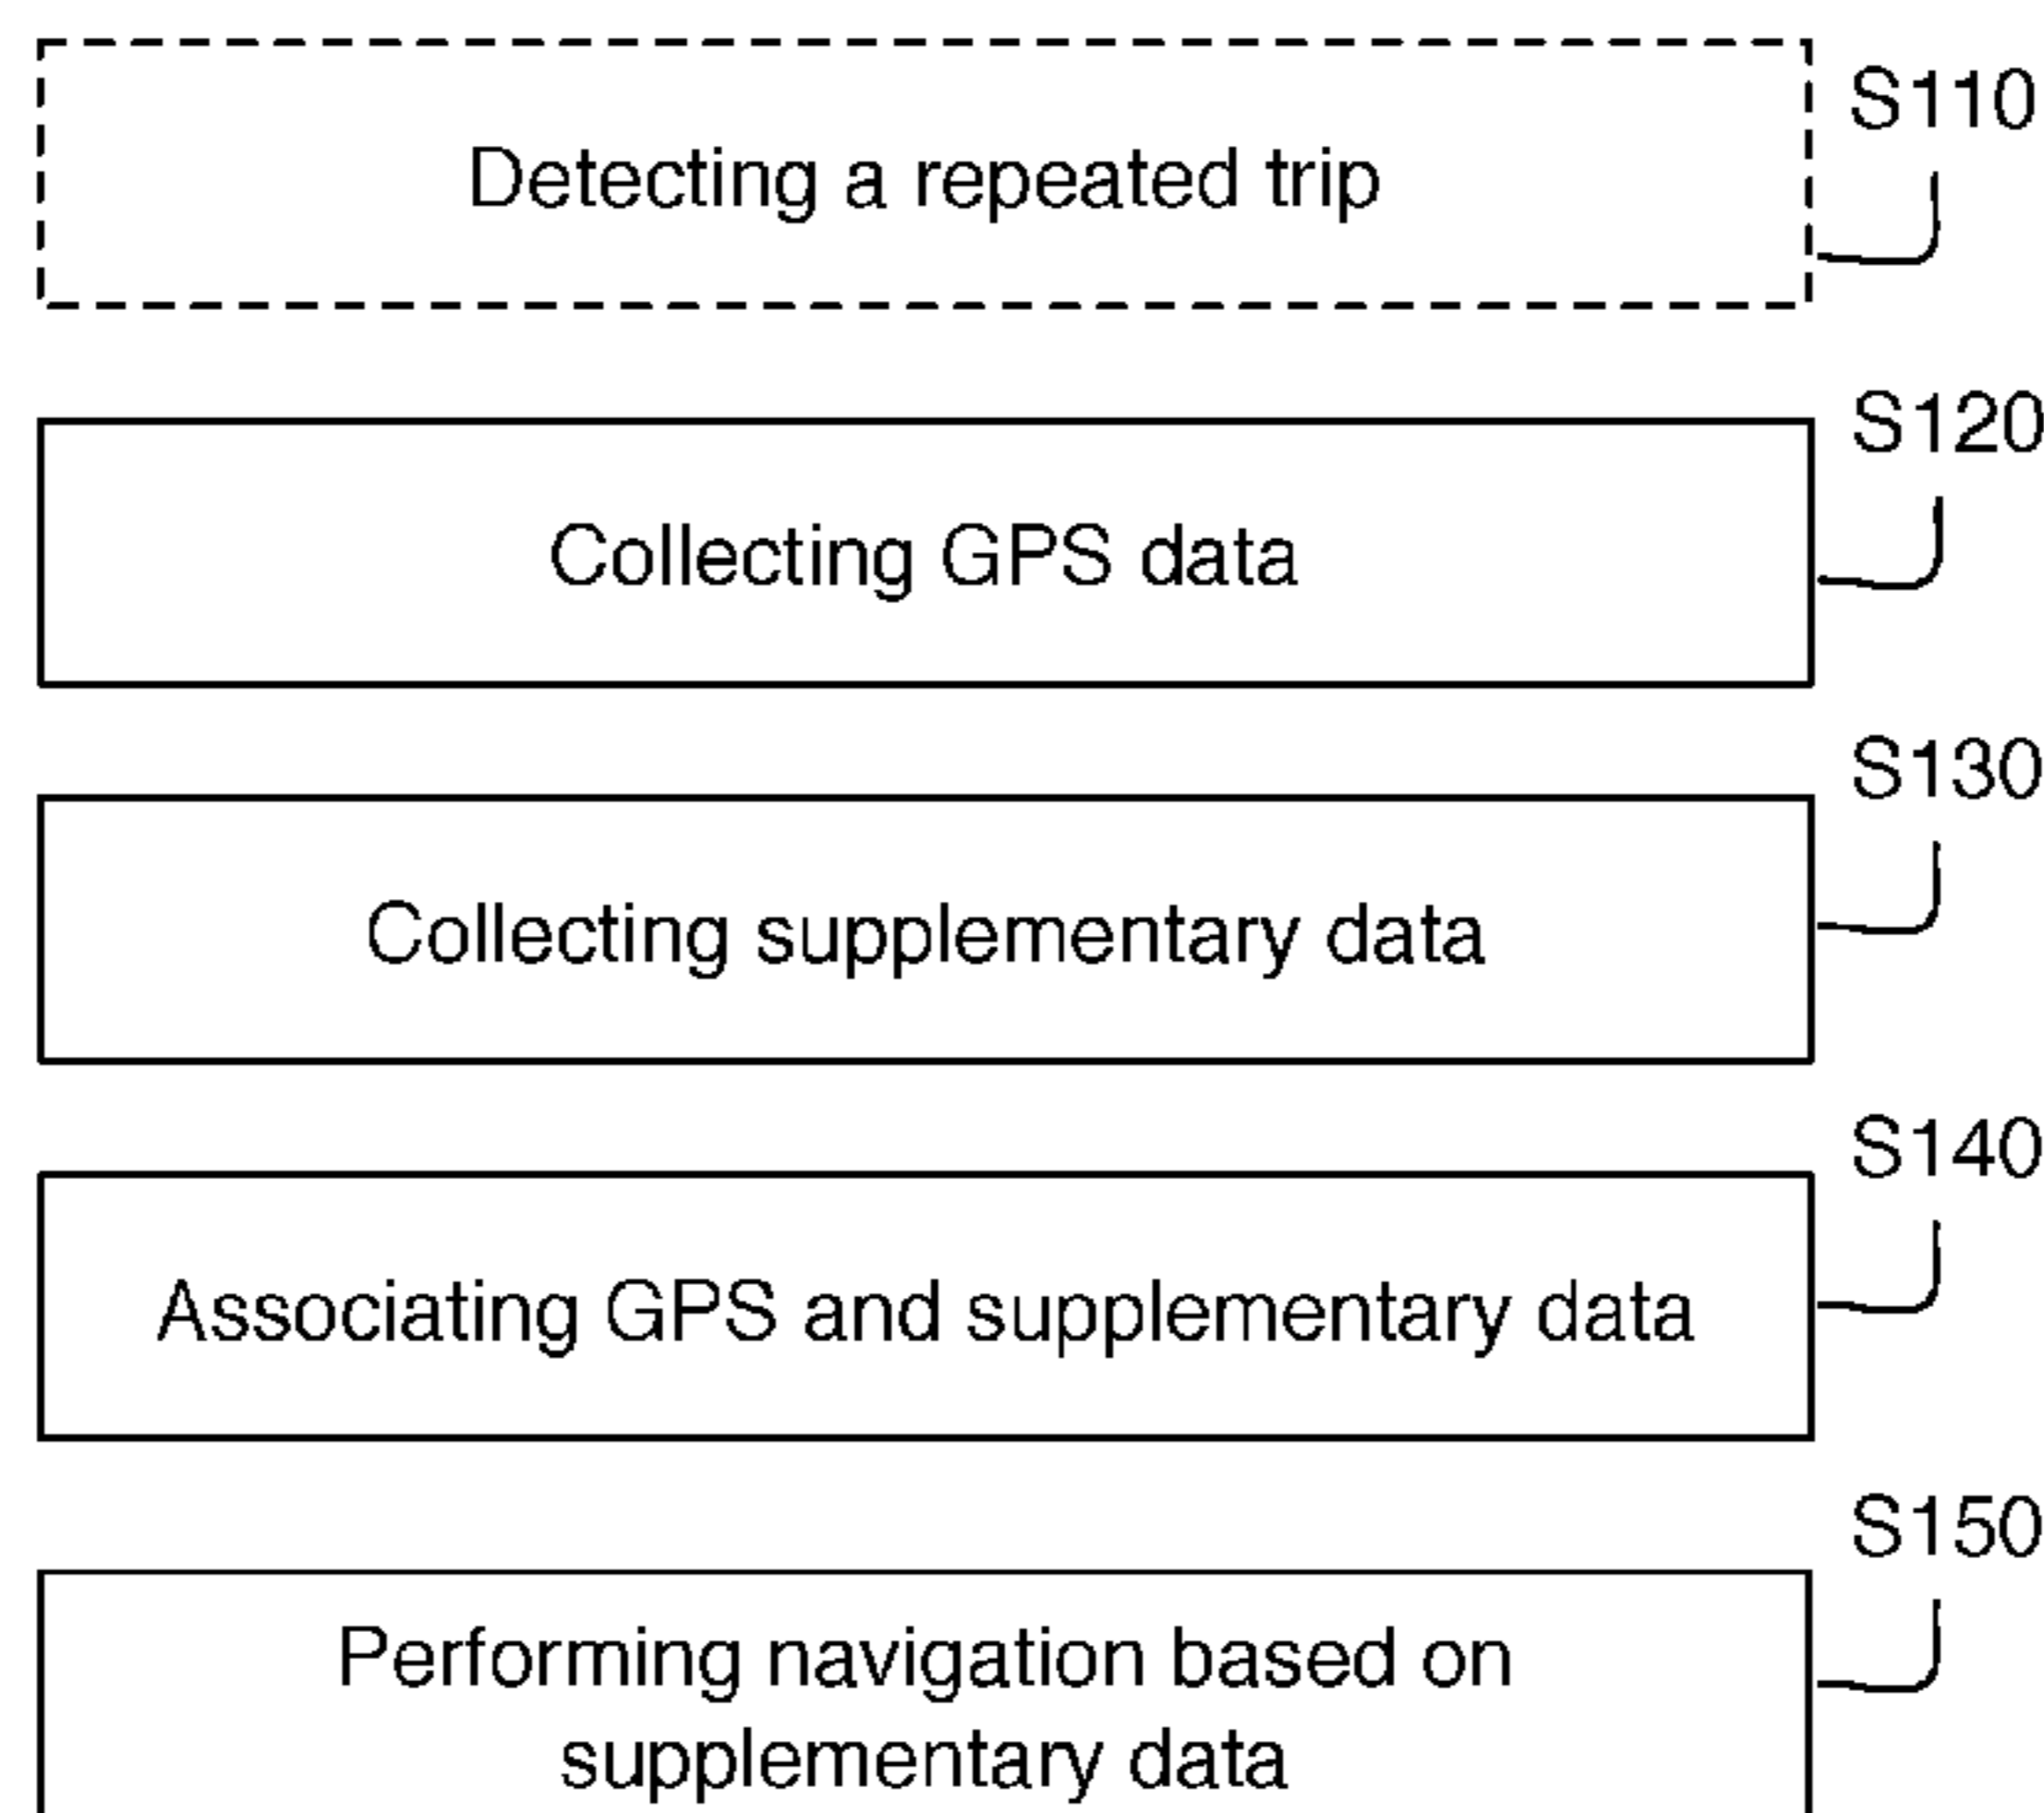 S110
Detecting a repeated trip
S120
Collecting GPS data
S130
Collecting supplementary data
S140
Associating GPS and supplementary data
S150
Performing navigation based on
supplementary data